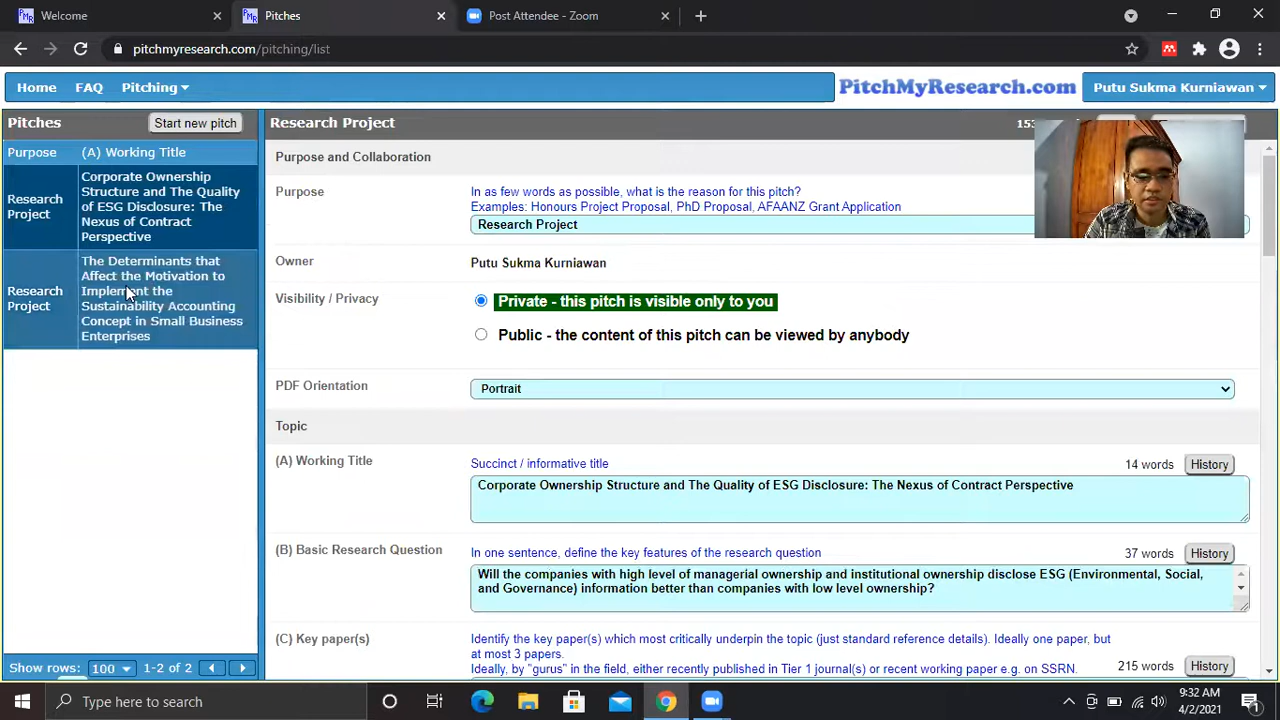 Welcome
Pitches
Post Attendee - Zoom
pitchmyresearch.com/pitching/list
Home
FAQ
Pitching
PitchMyResearch.com
Putu Sukma Kurniawan
Pitches
Start new pitch
Purpose
(A) Working Title
Research
Project
Corporate Ownership
Structure and The Quality
of ESG Disclosure: The
Nexus of Contract
Perspective
Research
Project
The Determinants that
Affect the Motivation to
Implement the
Sustainability Accounting
Concept in Small Business
Enterprises
Show rows:
100
1-2 of 2
Research Project
Purpose and Collaboration
Purpose
In as few words as possible, what is the reason for this pitch?
Examples: Honours Project Proposal, PhD Proposal, AFAANZ Grant Application
Research Project
Owner
Putu Sukma Kurniawan
Visibility / Privacy
Private - this pitch is visible only to you
Public - the content of this pitch can be viewed by anybody
PDF Orientation
Portrait
Topic
(A) Working Title
Succinct / informative title
14 words
History
Corporate Ownership Structure and The Quality of ESG Disclosure: The Nexus of Contract Perspective
(B) Basic Research Question
In one sentence, define the key features of the research question
37 words
History
Will the companies with high level of managerial ownership and institutional ownership disclose ESG (Environmental, Social,
and Governance) information better than companies with low level ownership?
(C) Key paper(s)
Identify the key paper(s) which most critically underpin the topic (just standard reference details). Ideally one paper, but
at most 3 papers.
Ideally, by "gurus" in the field, either recently published in Tier 1 journal(s) or recent working paper e.g. on SSRN.
215 words
History
Type here to search
9:32 AM
4/2/2021